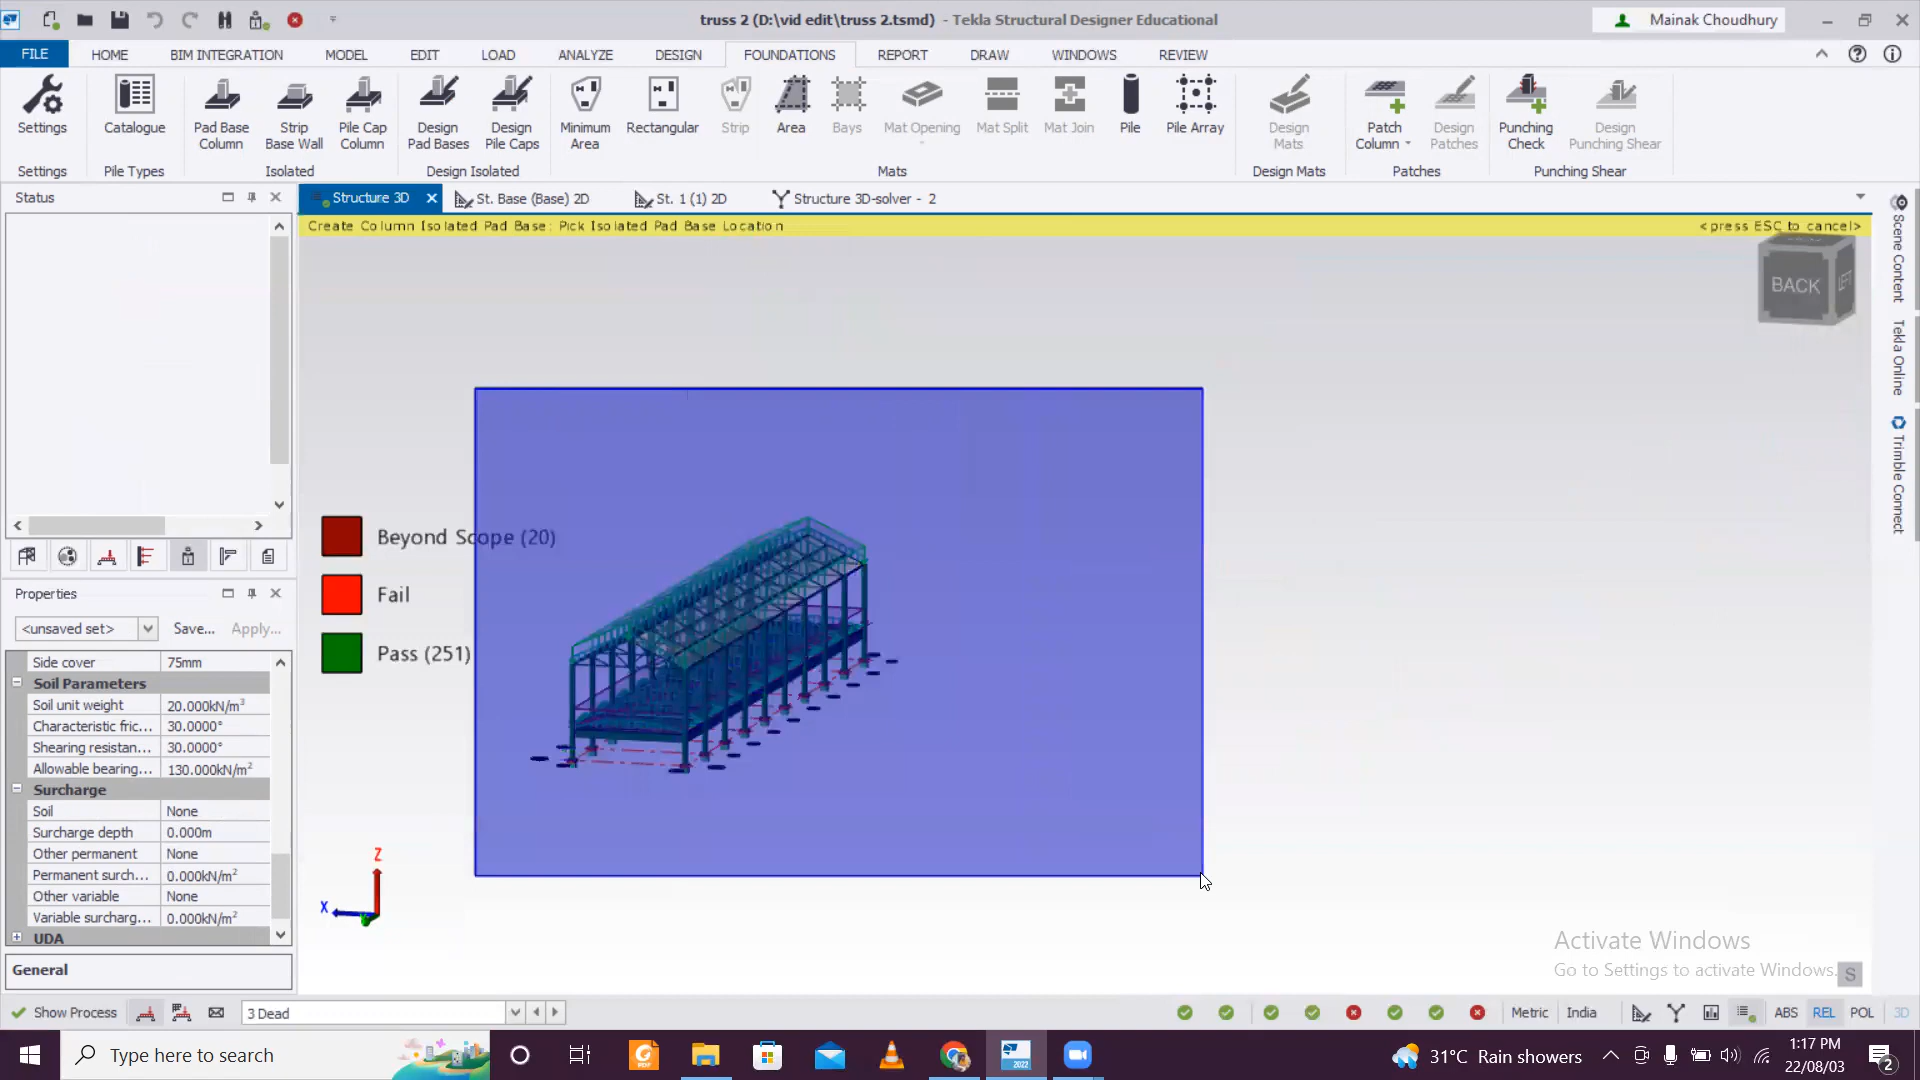 truss 2 (D:\vid edit\truss 2.tsmd) - Tekla Structural Designer Educational
Mainak Choudhury
FILE HOME BIM INTEGRATION MODEL EDIT LOAD ANALYZE DESIGN FOUNDATIONS REPORT DRAW WINDOWS REVIEW
Settings Catalogue Pad Base Strip Pile Cap Design Design Minimum Rectangular Strip Area Bays Mat Opening Mat Split Mat Join Pile Pile Array Design Patch Design Punching Design
Column Base Wall Column Pad Bases Pile Caps Area Mats Column Patches Check Punching Shear
Settings Pile Types Isolated Design Isolated Mats Design Mats Patches Punching Shear
Status
Structure 3D St. Base (Base) 2D St. 1 (1) 2D Structure 3D-solver - 2
Create Column Isolated Pad Base: Pick Isolated Pad Base Location <press ESC to cancel>
BACK
LEFT
Scene Content
Tekla Online
Trimble Connect
Beyond Scope (20)
Fail
Pass (251)
Properties
<unsaved set> Save... Apply...
Side cover 75mm
Soil Parameters
Soil unit weight 20.000kN/m³
Characteristic fric... 30.0000°
Shearing resistan... 30.0000°
Allowable bearing... 130.000kN/m²
Surcharge
Soil None
Surcharge depth 0.000m
Other permanent None
Permanent surch... 0.000kN/m²
Other variable None
Variable surcharg... 0.000kN/m²
UDA
General
Z
X
Activate Windows
Go to Settings to activate Windows.
S
Show Process 3 Dead Metric India ABS REL POL 3D
Type here to search 31°C Rain showers 1:17 PM
22/08/03
2
PDF
2022